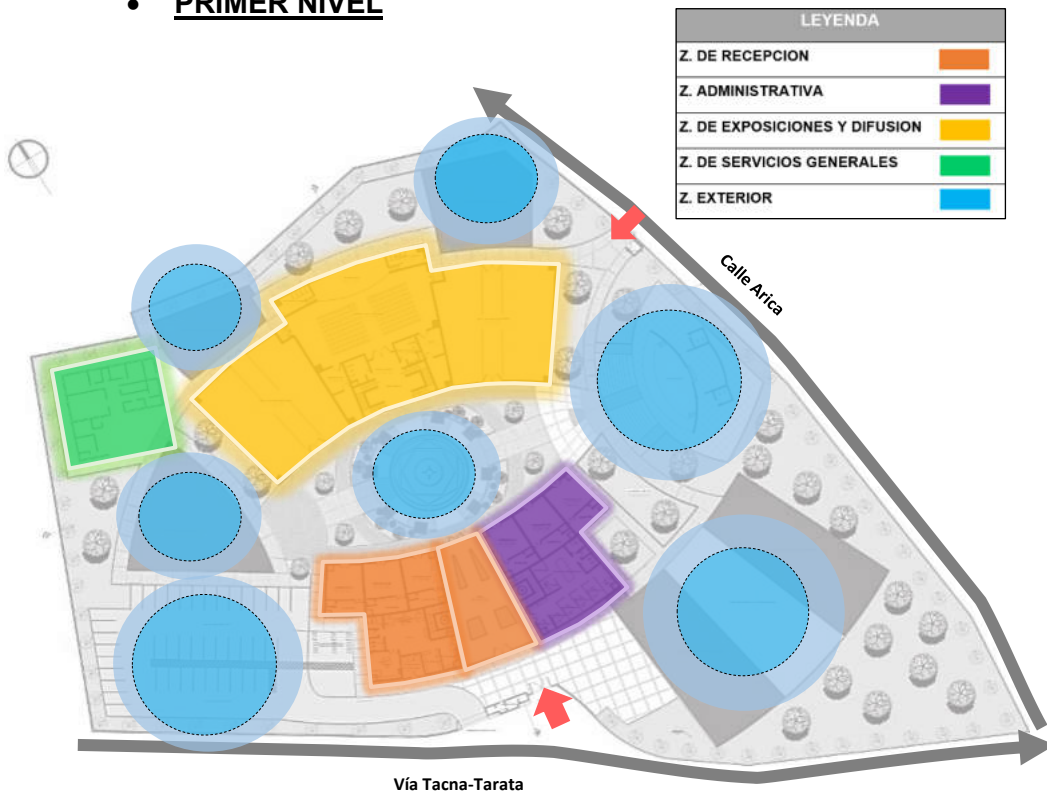 • PRIMER NIVEL
LEYENDA
Z. DE RECEPCION
Z. ADMINISTRATIVA
Z. DE EXPOSICIONES Y DIFUSION
Z. DE SERVICIOS GENERALES
Z. EXTERIOR
Calle Arica
Vía Tacna-Tarata